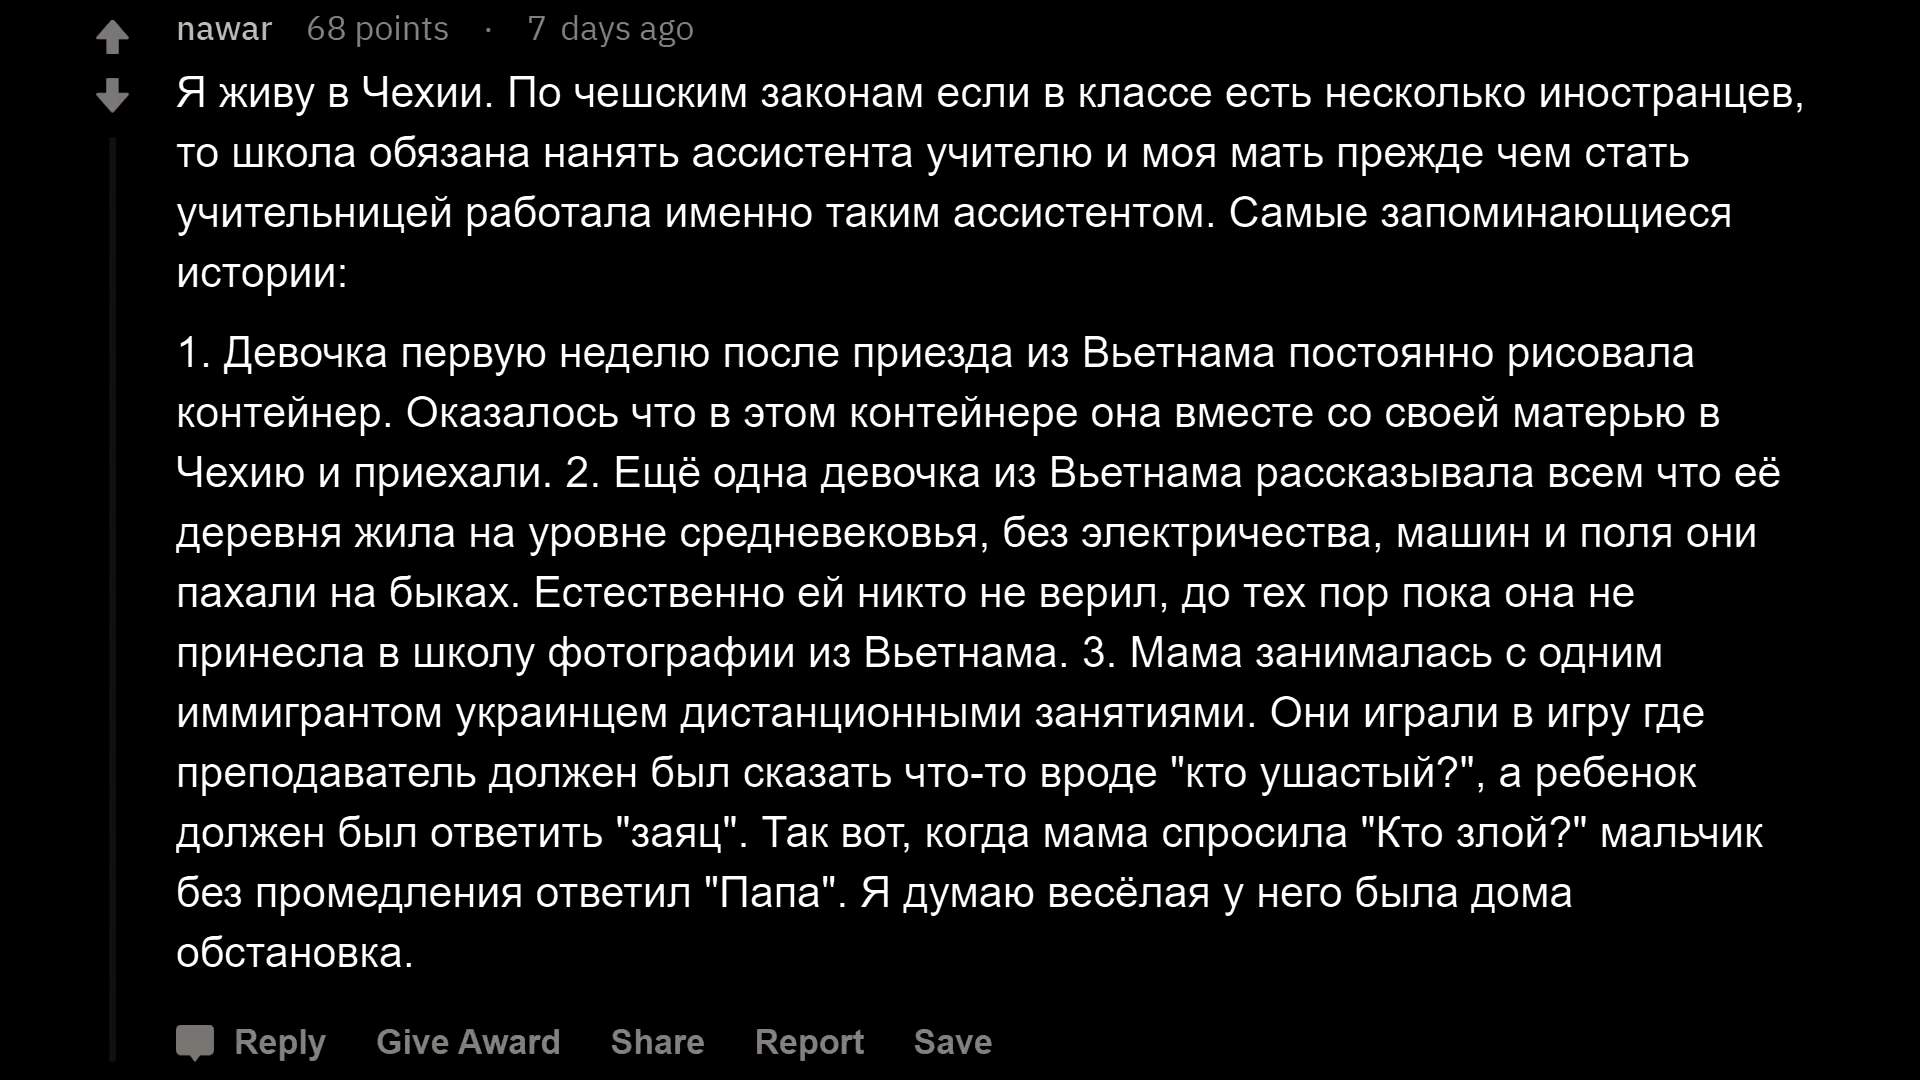 nawar 68 points · 7 days ago
Я живу в Чехии. По чешским законам если в классе есть несколько иностранцев,
то школа обязана нанять ассистента учителю и моя мать прежде чем стать
учительницей работала именно таким ассистентом. Самые запоминающиеся
истории:
1. Девочка первую неделю после приезда из Вьетнама постоянно рисовала
контейнер. Оказалось что в этом контейнере она вместе со своей матерью в
Чехию и приехали. 2. Ещё одна девочка из Вьетнама рассказывала всем что её
деревня жила на уровне средневековья, без электричества, машин и поля они
пахали на быках. Естественно ей никто не верил, до тех пор пока она не
принесла в школу фотографии из Вьетнама. 3. Мама занималась с одним
иммигрантом украинцем дистанционными занятиями. Они играли в игру где
преподаватель должен был сказать что-то вроде "кто ушастый?", а ребенок
должен был ответить "заяц". Так вот, когда мама спросила "Кто злой?" мальчик
без промедления ответил "Папа". Я думаю весёлая у него была дома
обстановка.
Reply Give Award Share Report Save